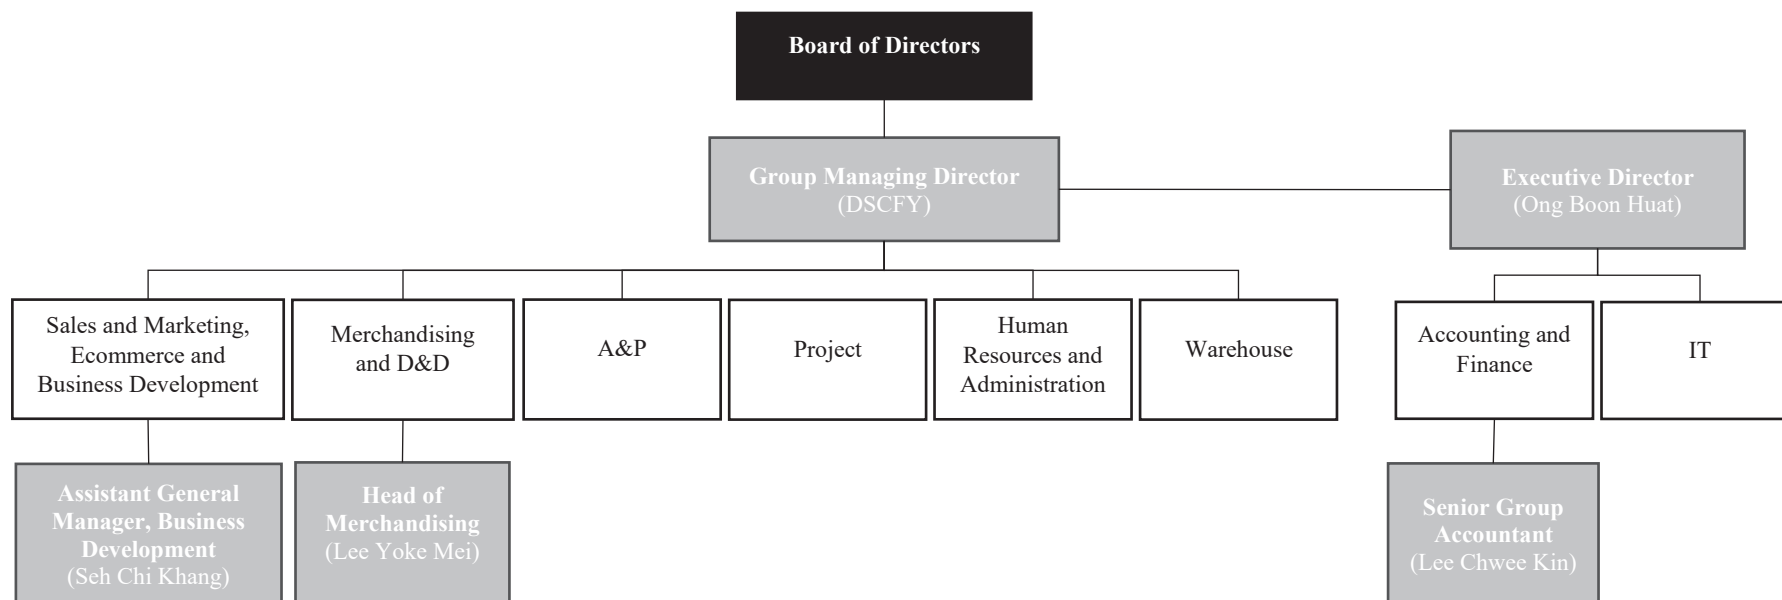 Board of Directors
Group Managing Director
(DSCFY)
Executive Director
(Ong Boon Huat)
Sales and Marketing,
Ecommerce and
Business Development
Merchandising
and D&D
A&P
Project
Human
Resources and
Administration
Warehouse
Accounting and
Finance
IT
Assistant General
Manager, Business
Development
(Seh Chi Khang)
Head of
Merchandising
(Lee Yoke Mei)
Senior Group
Accountant
(Lee Chwee Kin)